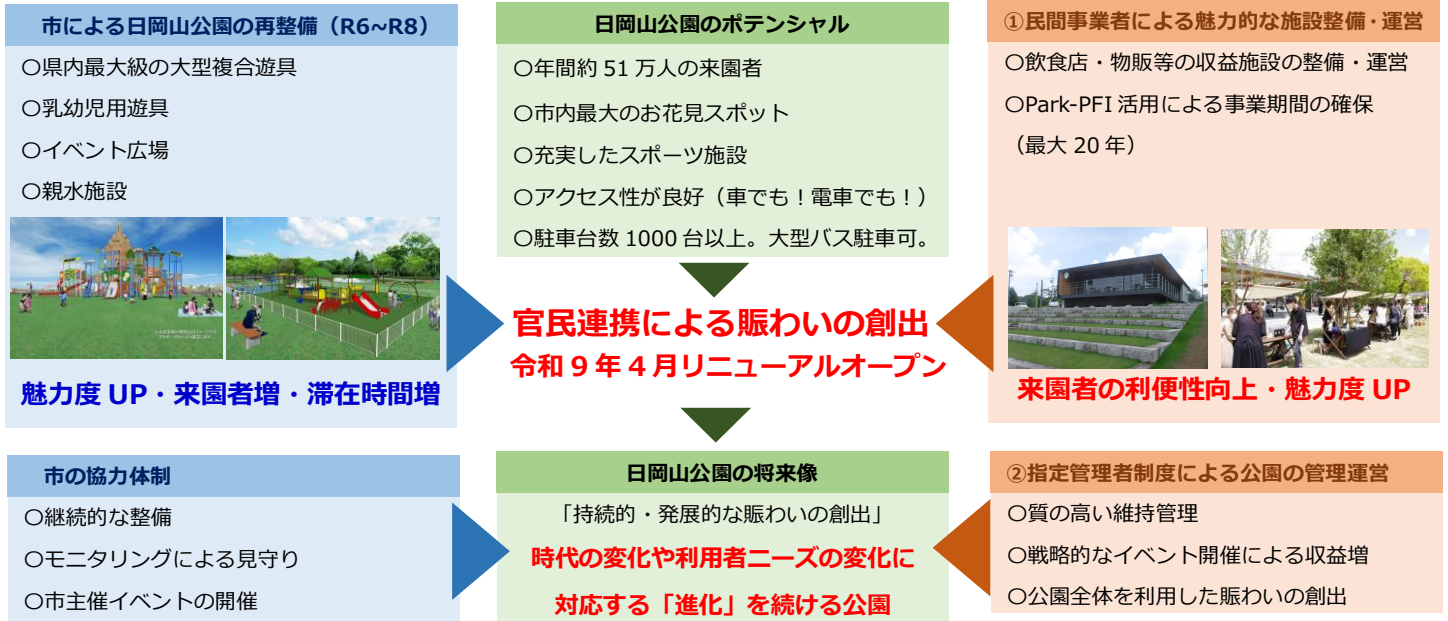 市による日岡山公園の再整備（R6~R8）
〇県内最大級の大型複合遊具
〇乳幼児用遊具
〇イベント広場
〇親水施設
魅力度 UP・来園者増・滞在時間増
日岡山公園のポテンシャル
〇年間約 51 万人の来園者
〇市内最大のお花見スポット
〇充実したスポーツ施設
〇アクセス性が良好（車でも！電車でも！）
〇駐車台数 1000 台以上。大型バス駐車可。
①民間事業者による魅力的な施設整備・運営
〇飲食店・物販等の収益施設の整備・運営
〇Park-PFI 活用による事業期間の確保
（最大 20 年）
来園者の利便性向上・魅力度 UP
官民連携による賑わいの創出
令和 9 年 4 月リニューアルオープン
市の協力体制
〇継続的な整備
〇モニタリングによる見守り
〇市主催イベントの開催
日岡山公園の将来像
「持続的・発展的な賑わいの創出」
時代の変化や利用者ニーズの変化に
対応する「進化」を続ける公園
②指定管理者制度による公園の管理運営
〇質の高い維持管理
〇戦略的なイベント開催による収益増
〇公園全体を利用した賑わいの創出